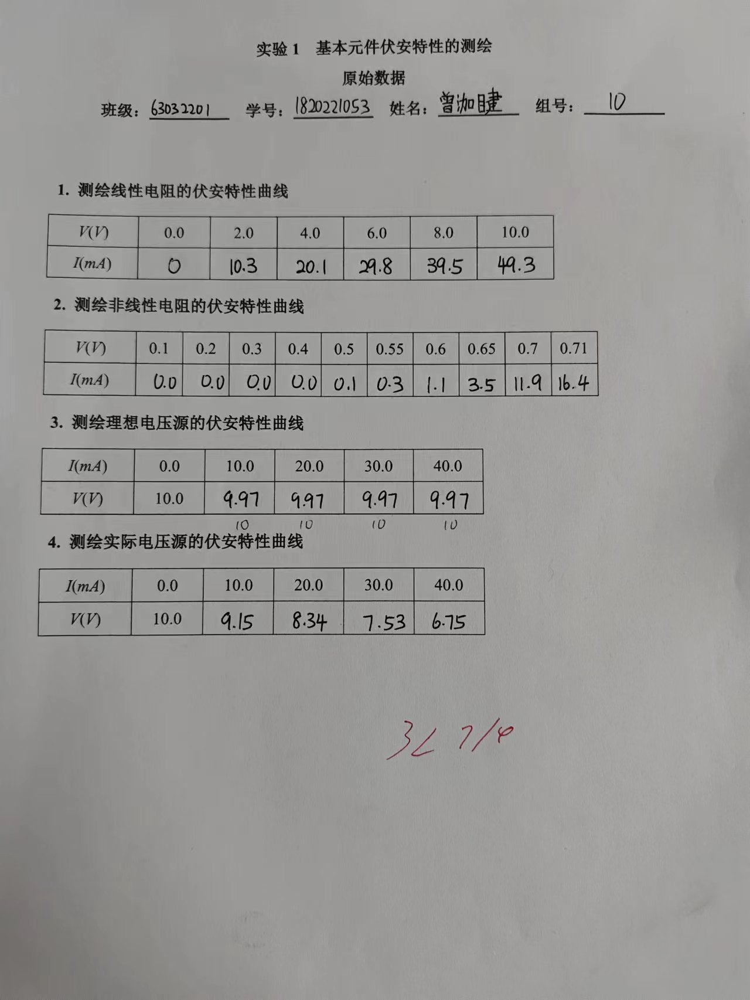 实验 1 基本元件伏安特性的测绘
原始数据
班级: 63032201 学号: 1820221053 姓名: 曾泇睷 组号: 10
1. 测绘线性电阻的伏安特性曲线
V(V) 0.0 2.0 4.0 6.0 8.0 10.0
I(mA) 0 10.3 20.1 29.8 39.5 49.3
2. 测绘非线性电阻的伏安特性曲线
V(V) 0.1 0.2 0.3 0.4 0.5 0.55 0.6 0.65 0.7 0.71
I(mA) 0.0 0.0 0.0 0.0 0.1 0.3 1.1 3.5 11.9 16.4
3. 测绘理想电压源的伏安特性曲线
I(mA) 0.0 10.0 20.0 30.0 40.0
V(V) 10.0 9.97 9.97 9.97 9.97
10 10 10 10
4. 测绘实际电压源的伏安特性曲线
I(mA) 0.0 10.0 20.0 30.0 40.0
V(V) 10.0 9.15 8.34 7.53 6.75